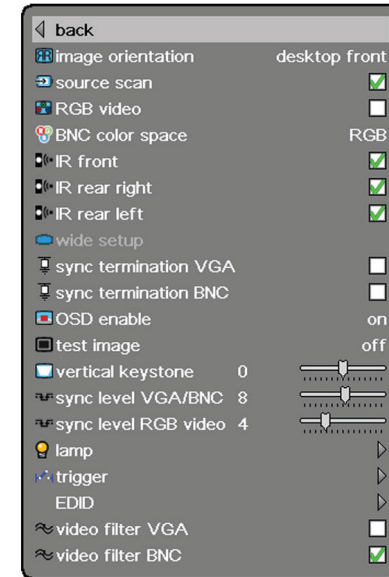 back
image orientation desktop front
source scan
RGB video
BNC color space RGB
IR front
IR rear right
IR rear left
wide setup
sync termination VGA
sync termination BNC
OSD enable on
test image off
vertical keystone 0
sync level VGA/BNC 8
sync level RGB video 4
lamp
trigger
EDID
video filter VGA
video filter BNC